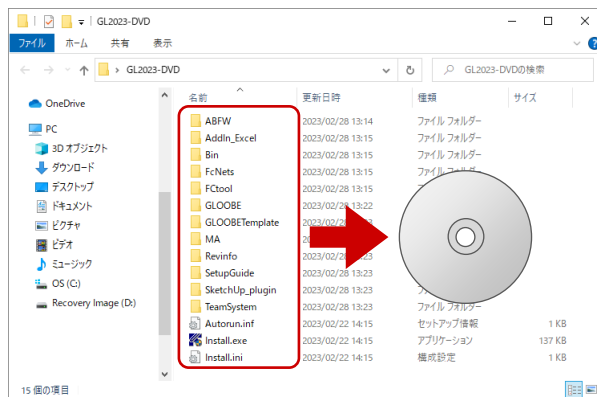 GL2023-DVD
ファイル ホーム 共有 表示
GL2023-DVD GL2023-DVDの検索
名前 更新日時 種類 サイズ
OneDrive
PC
3D オブジェクト
ダウンロード
デスクトップ
ドキュメント
ピクチャ
ビデオ
ミュージック
OS (C:)
Recovery Image (D:)
ABFW 2023/02/28 13:14 ファイル フォルダー
AddIn_Excel 2023/02/28 13:15 ファイル フォルダー
Bin 2023/02/28 13:15 ファイル フォルダー
FcNets 2023/02/28 13:15 ファイル フォルダー
FCtool 2023/02/28 13:15
GLOOBE 2023/02/28 13:22
GLOOBETemplate 2023/02/
MA
Revinfo 2023/02/28 13:23
SetupGuide 2023/02/28 13:23
SketchUp_plugin 2023/02/28 13:23
TeamSystem 2023/02/28 13:23 ファイル フォルダー
Autorun.inf 2023/02/22 14:15 セットアップ情報 1 KB
Install.exe 2023/02/22 14:15 アプリケーション 137 KB
Install.ini 2023/02/22 14:15 構成設定 1 KB
15 個の項目